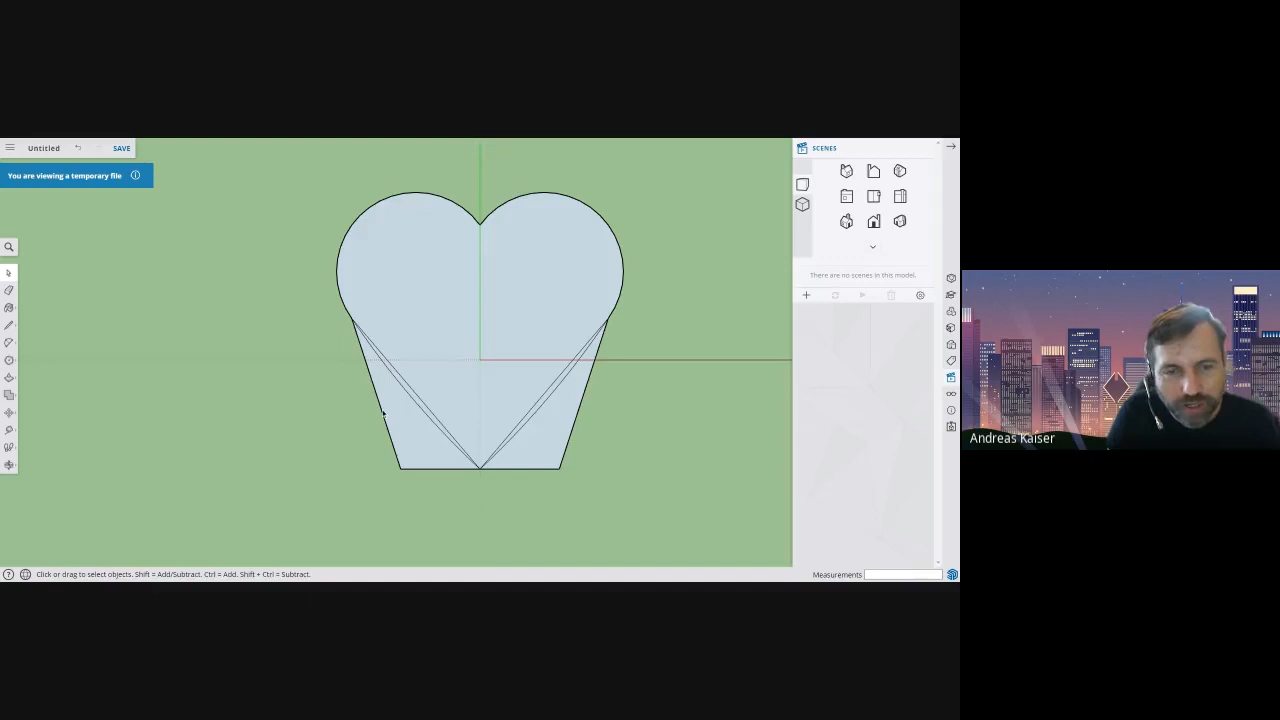 Untitled
SAVE
SCENES
You are viewing a temporary file
There are no scenes in this model.
Andreas Kaiser
Click or drag to select objects. Shift = Add/Subtract. Ctrl = Add. Shift + Ctrl = Subtract.
Measurements